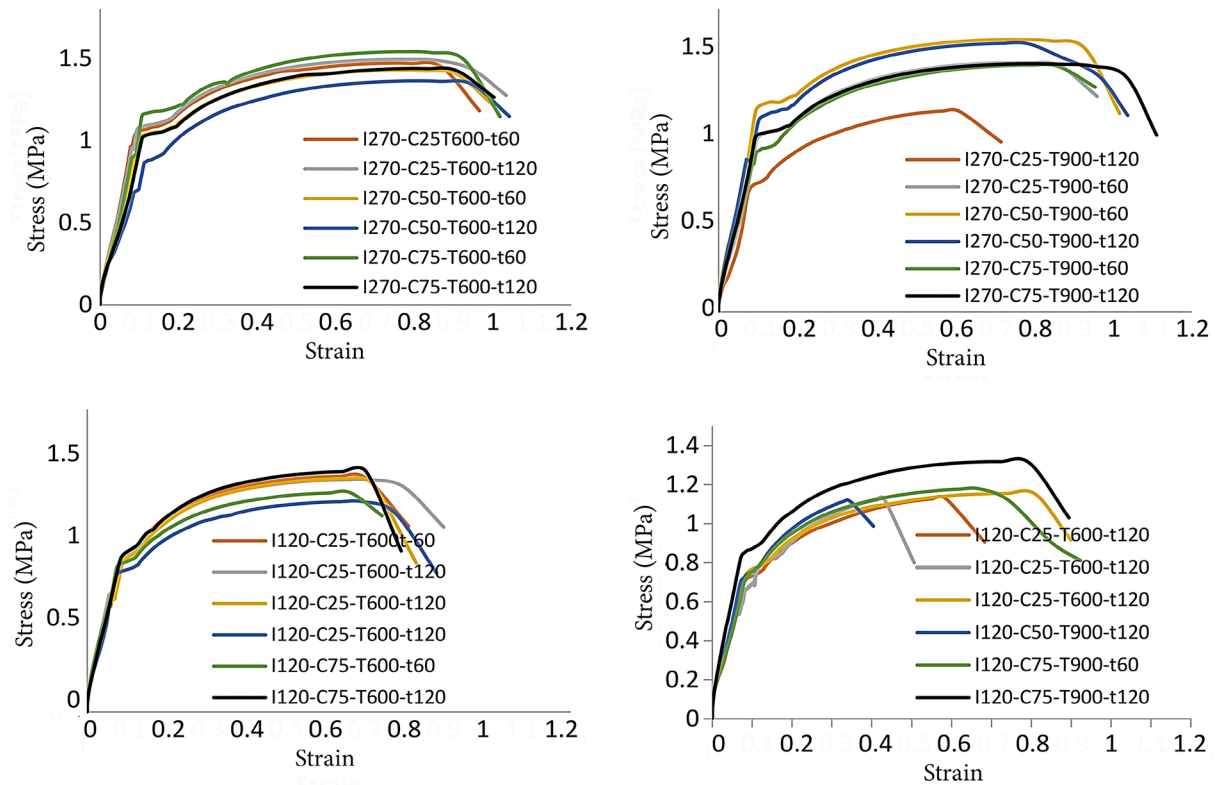 1.5
1
0.5
0
Stress (MPa)
I270-C25T600-t60
I270-C25-T600-t120
I270-C50-T600-t60
I270-C50-T600-t120
I270-C75-T600-t60
I270-C75-T600-t120
0 0.2 0.4 0.6 0.8 1 1.2
Strain
1.5
1
0.5
0
Stress (MPa)
I270-C25-T900-t120
I270-C25-T900-t60
I270-C50-T900-t60
I270-C50-T900-t120
I270-C75-T900-t60
I270-C75-T900-t120
0 0.2 0.4 0.6 0.8 1 1.2
Strain
1.5
1
0.5
0
Stress (MPa)
I120-C25-T600t-60
I120-C25-T600-t120
I120-C25-T600-t120
I120-C25-T600-t120
I120-C75-T600-t60
I120-C75-T600-t120
0 0.2 0.4 0.6 0.8 1 1.2
Strain
1.4
1.2
1
0.8
0.6
0.4
0.2
0
Stress (MPa)
I120-C25-T600-t120
I120-C25-T600-t120
I120-C25-T600-t120
I120-C50-T900-t120
I120-C75-T900-t60
I120-C75-T900-t120
0 0.2 0.4 0.6 0.8 1 1.2
Strain